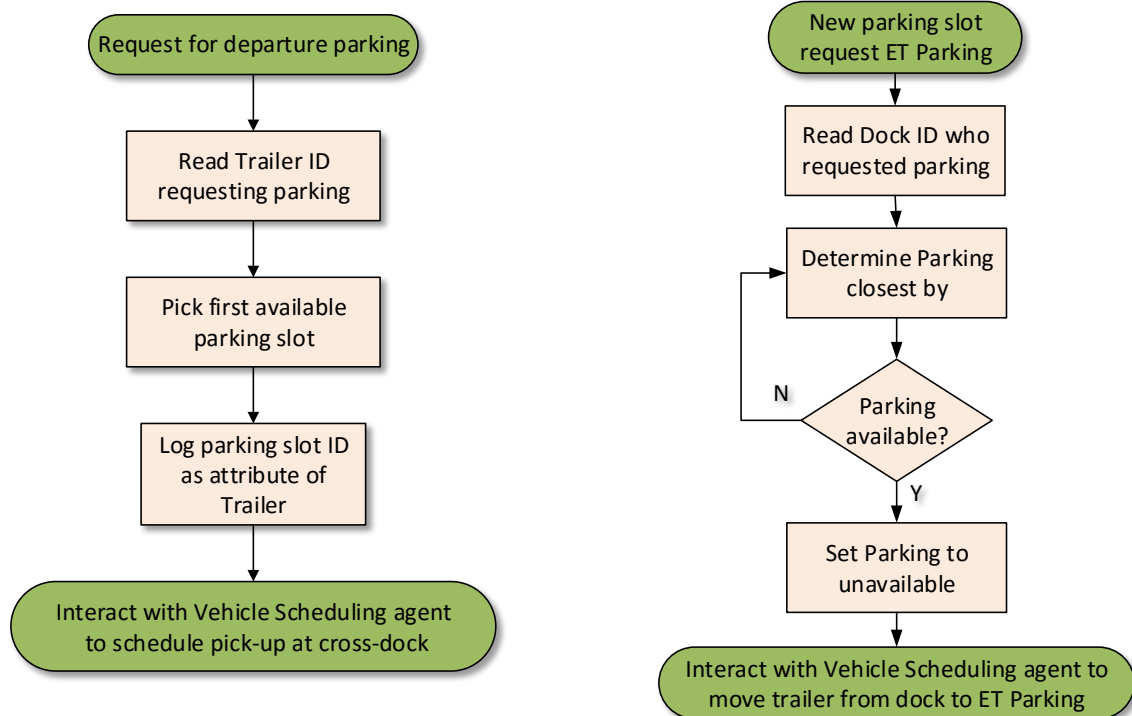 Request for departure parking
Read Trailer ID
requesting parking
Pick first available
parking slot
Log parking slot ID
as attribute of
Trailer
Interact with Vehicle Scheduling agent
to schedule pick-up at cross-dock
New parking slot
request ET Parking
Read Dock ID who
requested parking
Determine Parking
closest by
N
Parking
available?
Y
Set Parking to
unavailable
Interact with Vehicle Scheduling agent to
move trailer from dock to ET Parking